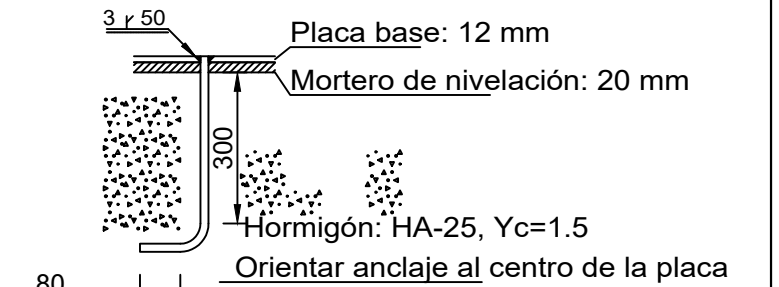 3 50
Placa base: 12 mm
Mortero de nivelación: 20 mm
300
Hormigón: HA-25, Yc=1.5
Orientar anclaje al centro de la placa
80